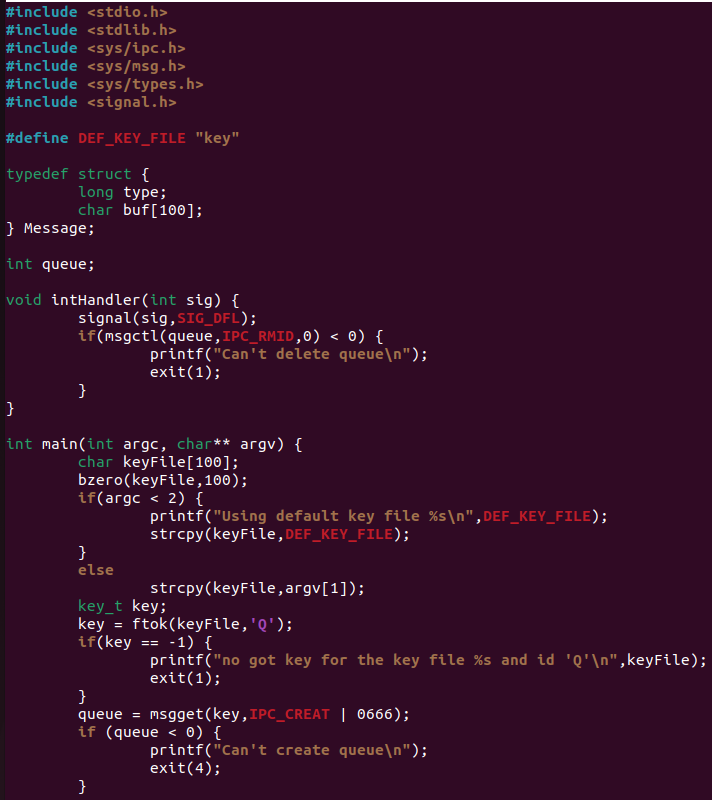 #include <stdio.h>
#include <stdlib.h>
#include <sys/ipc.h>
#include <sys/msg.h>
#include <sys/types.h>
#include <signal.h>

#define DEF_KEY_FILE "key"

typedef struct {
        long type;
        char buf[100];
} Message;

int queue;

void intHandler(int sig) {
        signal(sig,SIG_DFL);
        if(msgctl(queue,IPC_RMID,0) < 0) {
                printf("Can't delete queue\n");
                exit(1);
        }
}

int main(int argc, char** argv) {
        char keyFile[100];
        bzero(keyFile,100);
        if(argc < 2) {
                printf("Using default key file %s\n",DEF_KEY_FILE);
                strcpy(keyFile,DEF_KEY_FILE);
        }
        else
                strcpy(keyFile,argv[1]);
        key_t key;
        key = ftok(keyFile,'Q');
        if(key == -1) {
                printf("no got key for the key file %s and id 'Q'\n",keyFile);
                exit(1);
        }
        queue = msgget(key,IPC_CREAT | 0666);
        if (queue < 0) {
                printf("Can't create queue\n");
                exit(4);
        }